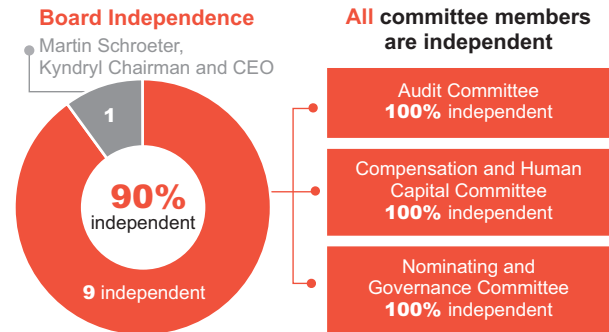 Board Independence
Martin Schroeter,
Kyndryl Chairman and CEO
1
90%
independent
9 independent
All committee members
are independent
Audit Committee
100% independent
Compensation and Human
Capital Committee
100% independent
Nominating and
Governance Committee
100% independent